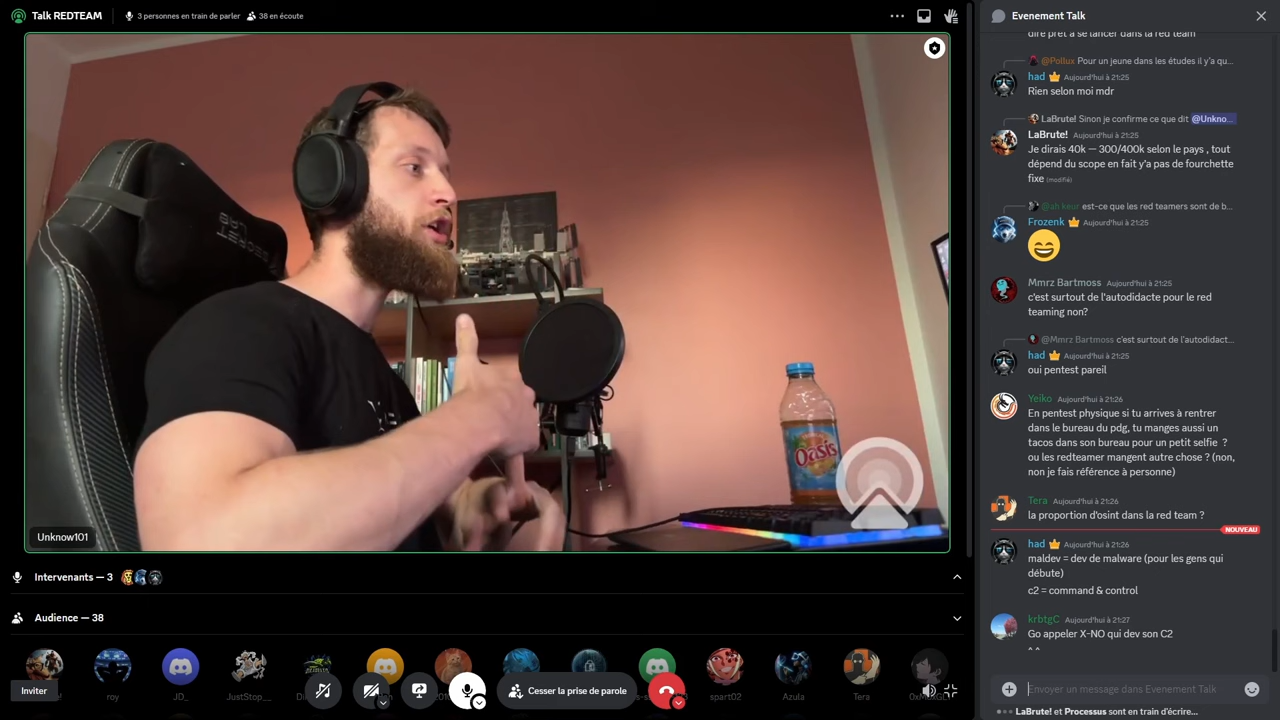 Talk REDTEAM
3 personnes en train de parler
38 en écoute
Evenement Talk
dire prêt à se lancer dans la red team
@Pollux Pour un jeune dans les études il y'a qu...
had Aujourd'hui à 21:25
Rien selon moi mdr
LaBrute! Sinon je confirme ce que dit @Unkno...
LaBrute! Aujourd'hui à 21:25
Je dirais 40k — 300/400k selon le pays , tout
dépend du scope en fait y'a pas de fourchette
fixe (modifié)
@ah keur est-ce que les red teamers sont de b...
Frozenk Aujourd'hui à 21:25
Mmrz Bartmoss Aujourd'hui à 21:25
c'est surtout de l'autodidacte pour le red
teaming non?
@Mmrz Bartmoss c'est surtout de l'autodidact...
had Aujourd'hui à 21:25
oui pentest pareil
Yeiko Aujourd'hui à 21:26
En pentest physique si tu arrives à rentrer
dans le bureau du pdg, tu manges aussi un
tacos dans son bureau pour un petit selfie ?
ou les redteamer mangent autre chose ? (non,
non je fais référence à personne)
Tera Aujourd'hui à 21:26
la proportion d'osint dans la red team ?
NOUVEAU
had Aujourd'hui à 21:26
maldev = dev de malware (pour les gens qui
débute)
c2 = command & control
krbtgC Aujourd'hui à 21:27
Go appeler X-NO qui dev son C2
^^
Envoyer un message dans Evenement Talk
LaBrute! et Processus sont en train d'écrire...
SECRET
LAB
Oasis
Unknow101
Intervenants — 3
Audience — 38
roy
JD_
JustStop__
spart02
Azula
Tera
Inviter
Cesser la prise de parole